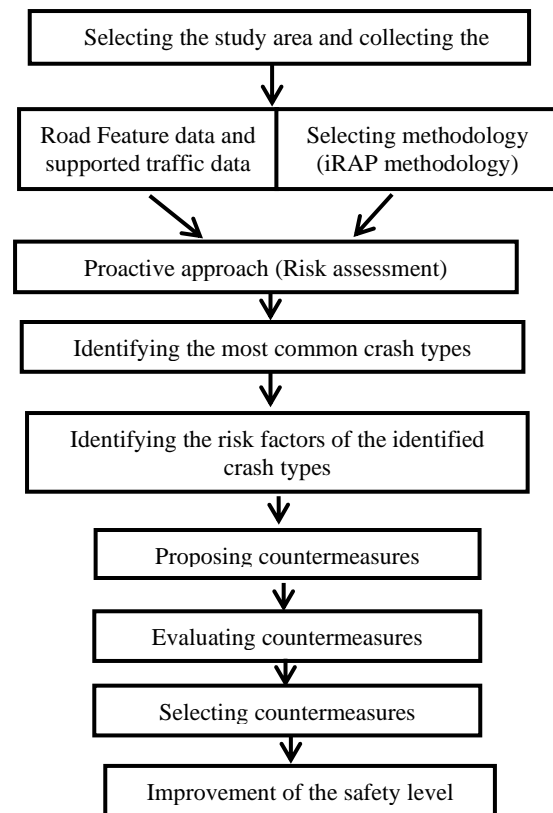 Selecting the study area and collecting the
Road Feature data and
supported traffic data
Selecting methodology
(iRAP methodology)
Proactive approach (Risk assessment)
Identifying the most common crash types
Identifying the risk factors of the identified
crash types
Proposing countermeasures
Evaluating countermeasures
Selecting countermeasures
Improvement of the safety level